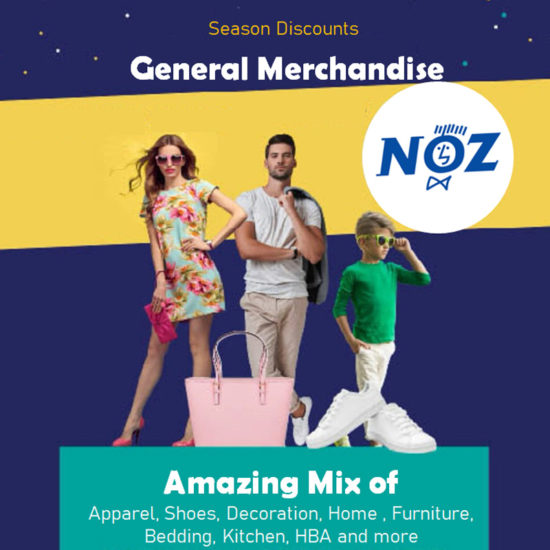 Season Discounts
General Merchandise
NOZ
Amazing Mix of
Apparel, Shoes, Decoration, Home , Furniture,
Bedding, Kitchen, HBA and more